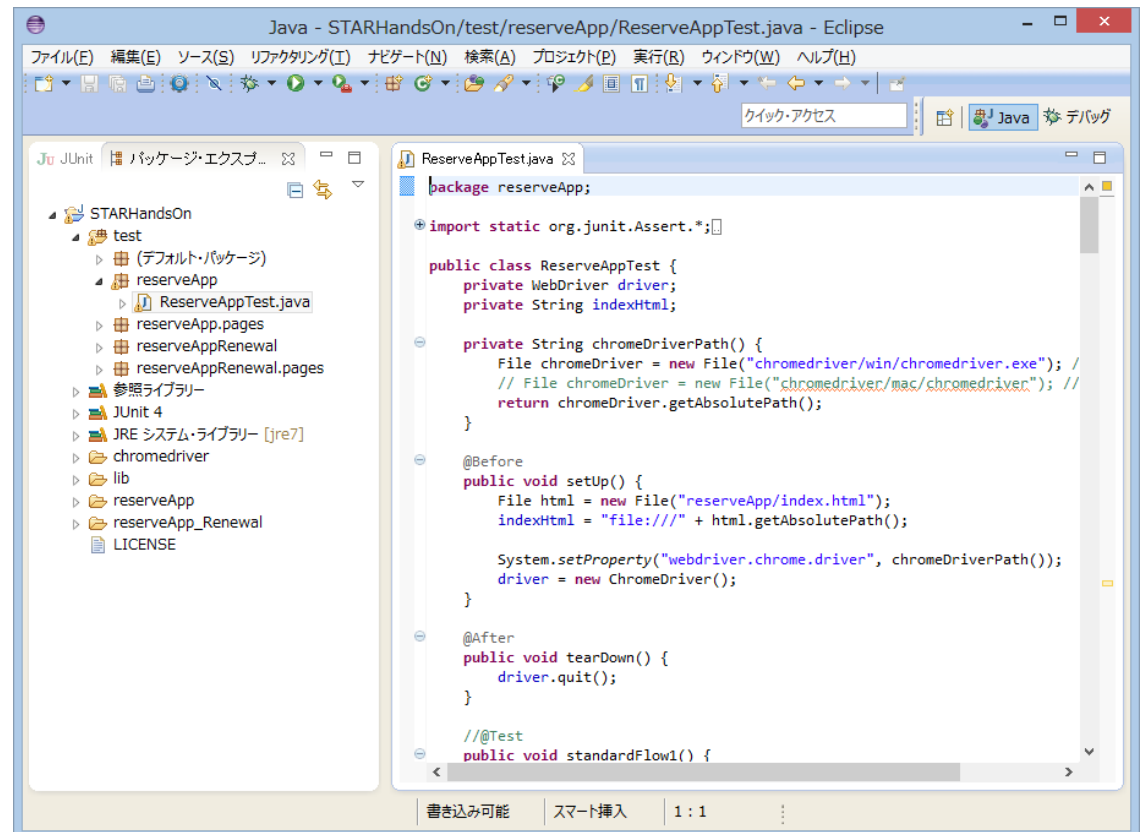 Java - STARHandsOn/test/reserveApp/ReserveAppTest.java - Eclipse
ファイル(F) 編集(E) ソース(S) リファクタリング(T) ナビゲート(N) 検索(A) プロジェクト(P) 実行(R) ウィンドウ(W) ヘルプ(H)
クイック・アクセス
Java デバッグ
Ju JUnit パッケージ・エクスプ...
STARHandsOn
test
(デフォルト・パッケージ)
reserveApp
ReserveAppTest.java
reserveApp.pages
reserveAppRenewal
reserveAppRenewal.pages
参照ライブラリー
JUnit 4
JRE システム・ライブラリー [jre7]
chromedriver
lib
reserveApp
reserveApp_Renewal
LICENSE
ReserveAppTest.java
package reserveApp;
import static org.junit.Assert.*;
public class ReserveAppTest {
private WebDriver driver;
private String indexHtml;
private String chromeDriverPath() {
File chromeDriver = new File("chromedriver/win/chromedriver.exe"); /
// File chromeDriver = new File("chromedriver/mac/chromedriver"); //
return chromeDriver.getAbsolutePath();
}
@Before
public void setUp() {
File html = new File("reserveApp/index.html");
indexHtml = "file:///" + html.getAbsolutePath();
System.setProperty("webdriver.chrome.driver", chromeDriverPath());
driver = new ChromeDriver();
}
@After
public void tearDown() {
driver.quit();
}
//@Test
public void standardFlow1() {
書き込み可能 スマート挿入 1 : 1